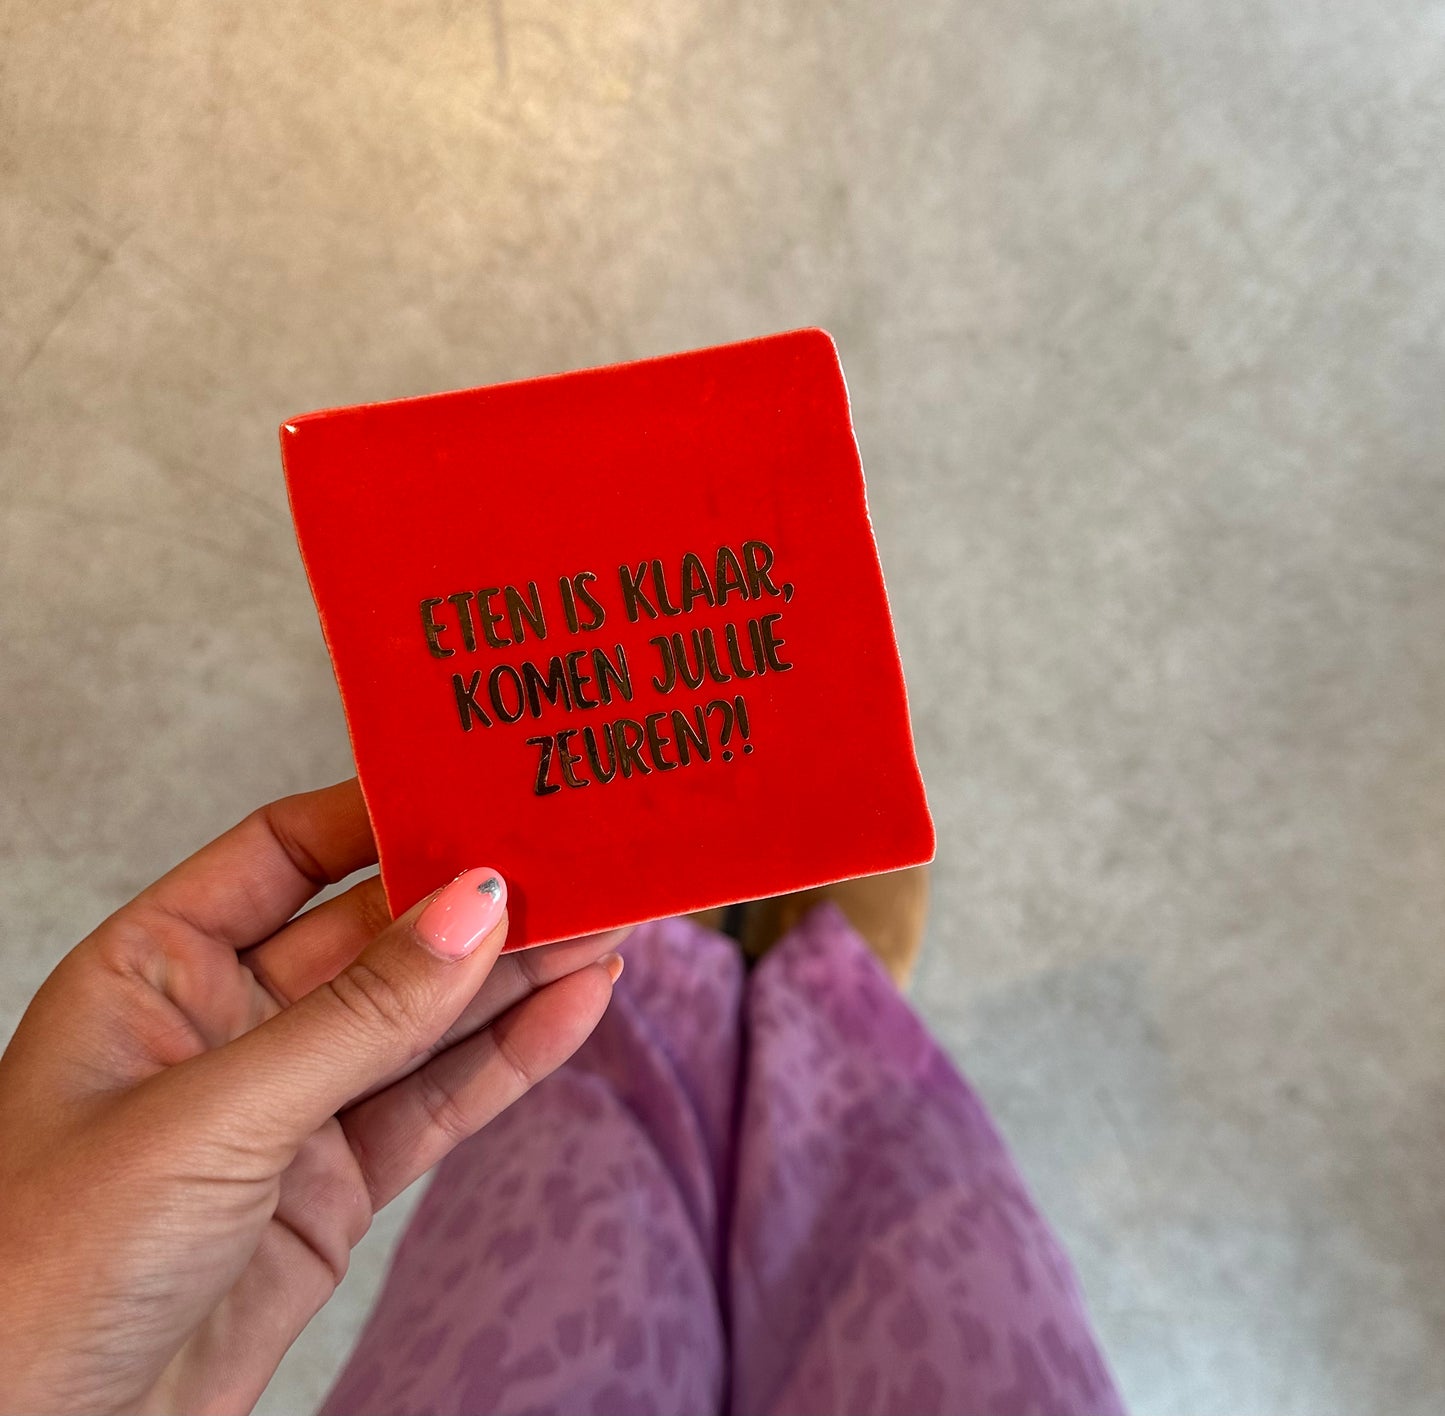 ETEN IS KLAAR,
KOMEN JULLIE
ZEUREN?!